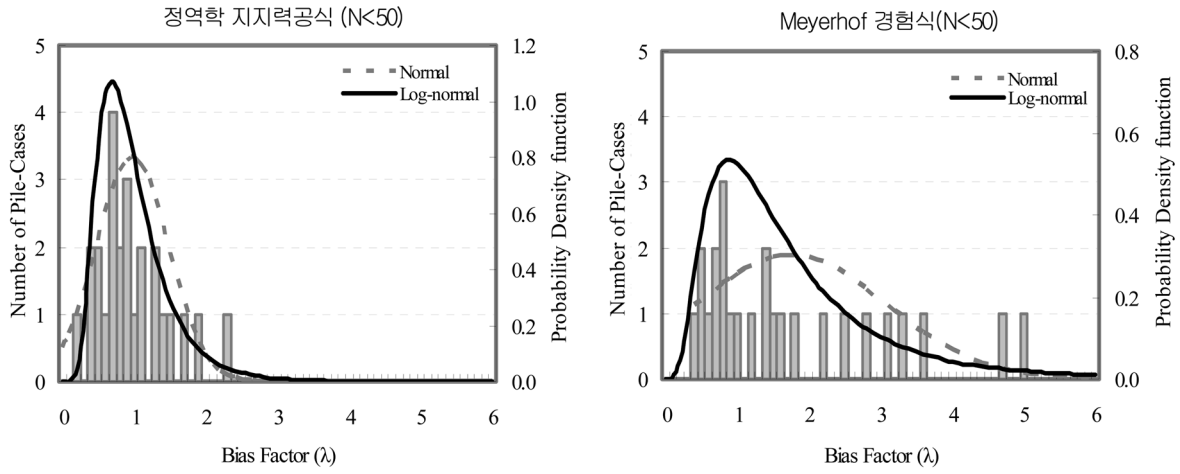 정역학 지지력공식 (N<50)
5
4
3
2
1
0
Number of Pile-Cases
1.2
1.0
0.8
0.6
0.4
0.2
0.0
Probability Density function
Normal
Log-normal
0 1 2 3 4 5 6
Bias Factor (λ)
Meyerhof 경험식(N<50)
5
4
3
2
1
0
Number of Pile-Cases
0.8
0.6
0.4
0.2
0.0
Probability Density function
Normal
Log-normal
0 1 2 3 4 5 6
Bias Factor (λ)